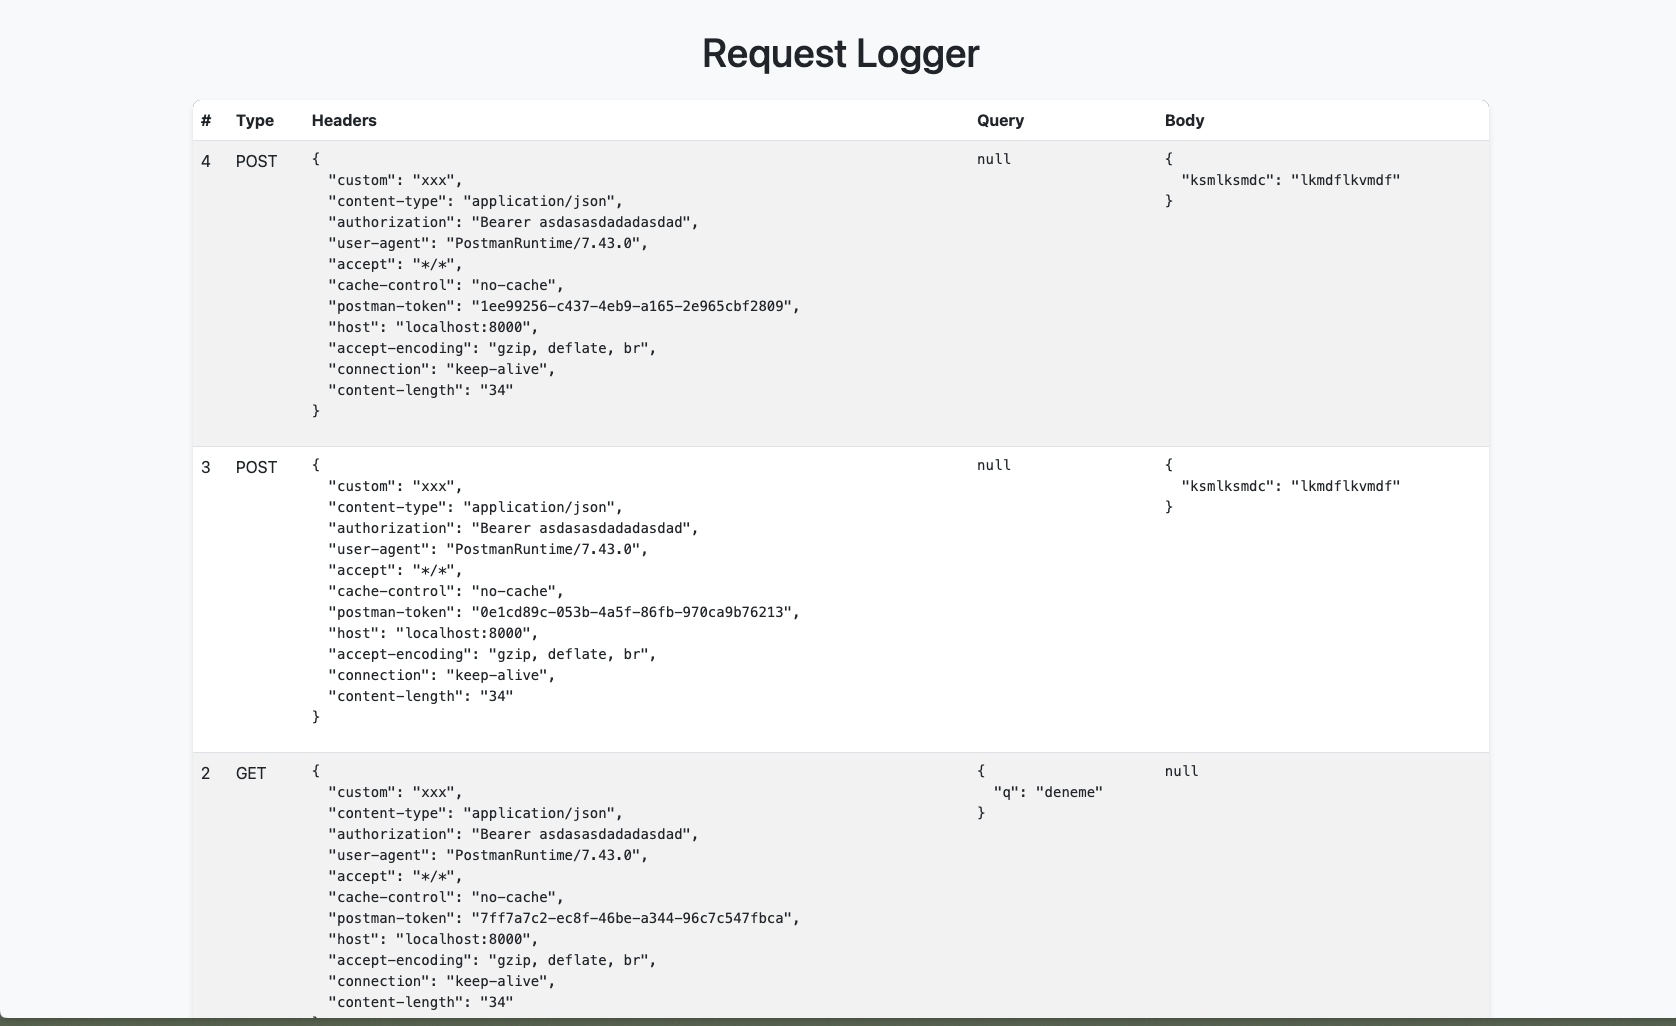 Request Logger
# Type Headers Query Body
4 POST { null {
"custom": "xxx", "ksmlksmdc": "lkmdflkvmdf"
"content-type": "application/json", }
"authorization": "Bearer asdasasdadadasdad",
"user-agent": "PostmanRuntime/7.43.0",
"accept": "*/*",
"cache-control": "no-cache",
"postman-token": "1ee99256-c437-4eb9-a165-2e965cbf2809",
"host": "localhost:8000",
"accept-encoding": "gzip, deflate, br",
"connection": "keep-alive",
"content-length": "34"
}
3 POST { null {
"custom": "xxx", "ksmlksmdc": "lkmdflkvmdf"
"content-type": "application/json", }
"authorization": "Bearer asdasasdadadasdad",
"user-agent": "PostmanRuntime/7.43.0",
"accept": "*/*",
"cache-control": "no-cache",
"postman-token": "0e1cd89c-053b-4a5f-86fb-970ca9b76213",
"host": "localhost:8000",
"accept-encoding": "gzip, deflate, br",
"connection": "keep-alive",
"content-length": "34"
}
2 GET { { null
"custom": "xxx", "q": "deneme"
"content-type": "application/json", }
"authorization": "Bearer asdasasdadadasdad",
"user-agent": "PostmanRuntime/7.43.0",
"accept": "*/*",
"cache-control": "no-cache",
"postman-token": "7ff7a7c2-ec8f-46be-a344-96c7c547fbca",
"host": "localhost:8000",
"accept-encoding": "gzip, deflate, br",
"connection": "keep-alive",
"content-length": "34"